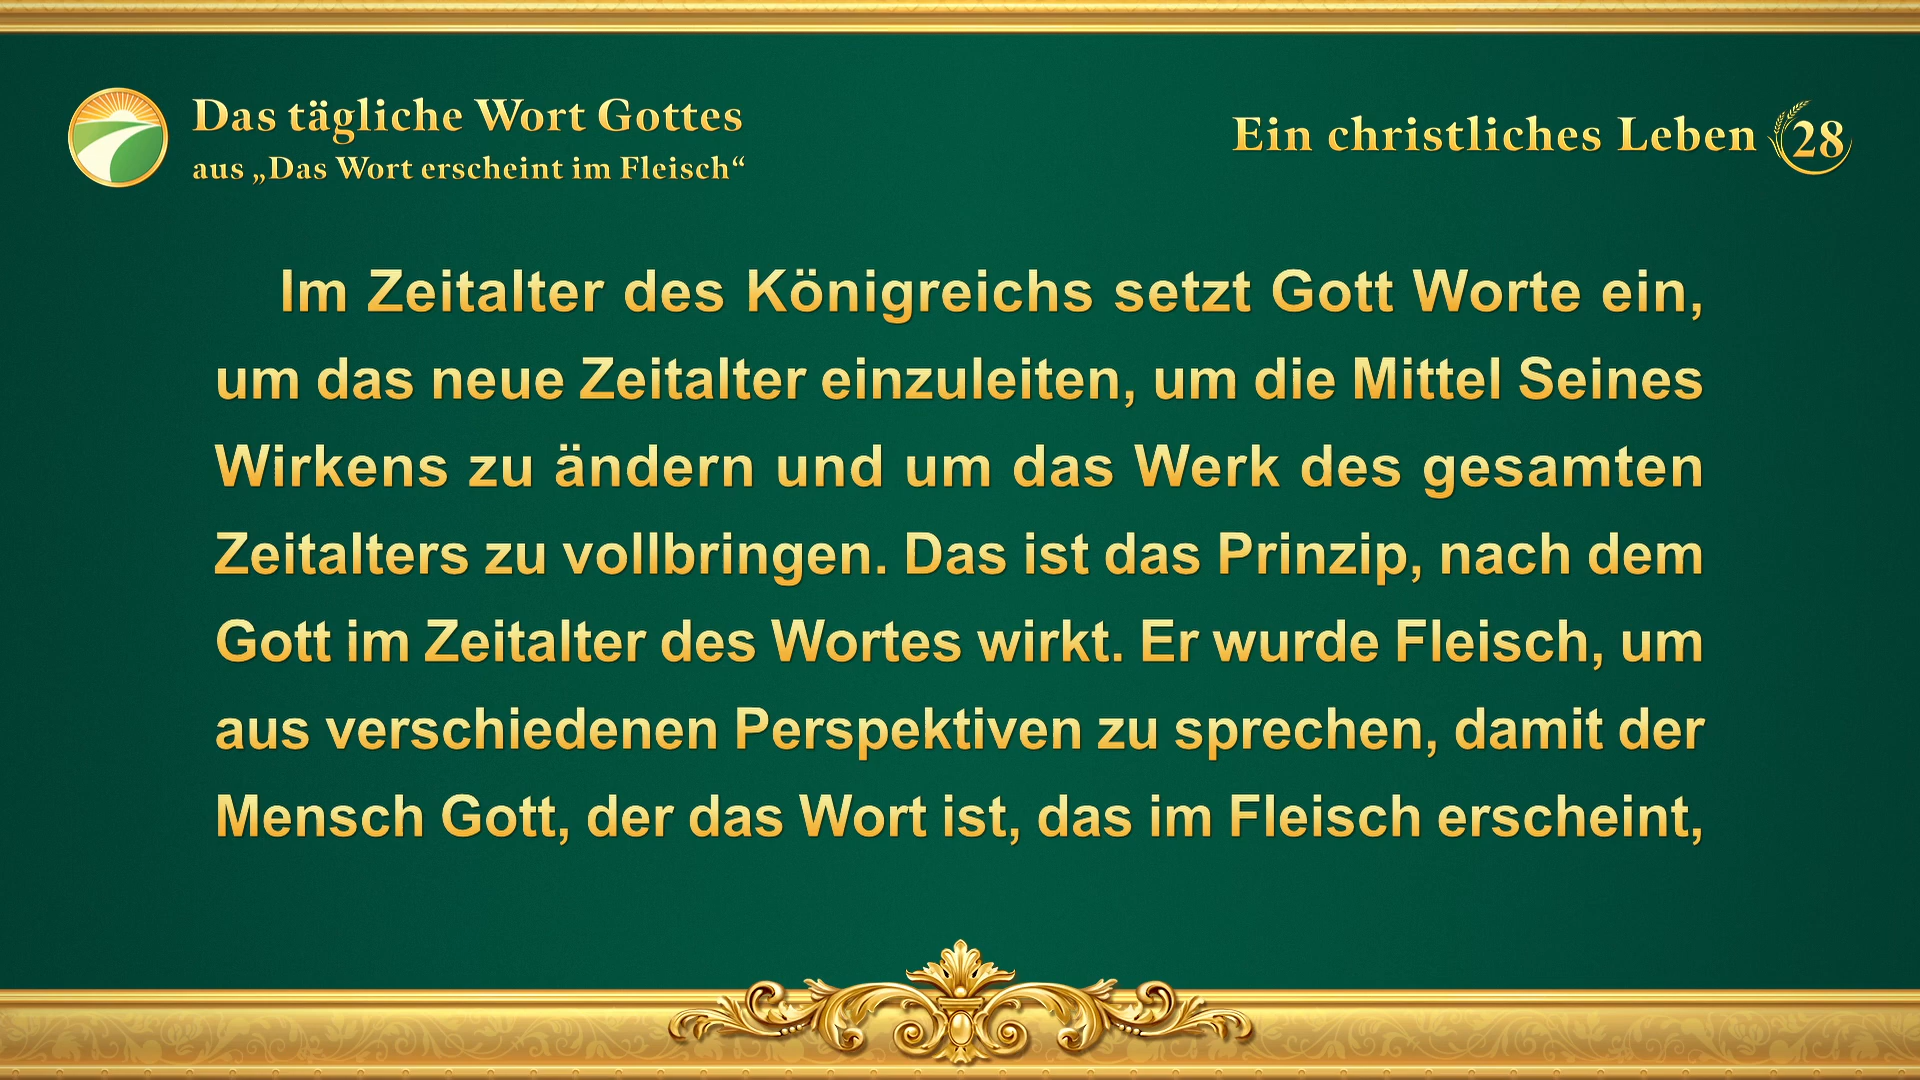 Das tägliche Wort Gottes
aus „Das Wort erscheint im Fleisch“
Ein christliches Leben 28
Im Zeitalter des Königreichs setzt Gott Worte ein,
um das neue Zeitalter einzuleiten, um die Mittel Seines
Wirkens zu ändern und um das Werk des gesamten
Zeitalters zu vollbringen. Das ist das Prinzip, nach dem
Gott im Zeitalter des Wortes wirkt. Er wurde Fleisch, um
aus verschiedenen Perspektiven zu sprechen, damit der
Mensch Gott, der das Wort ist, das im Fleisch erscheint,